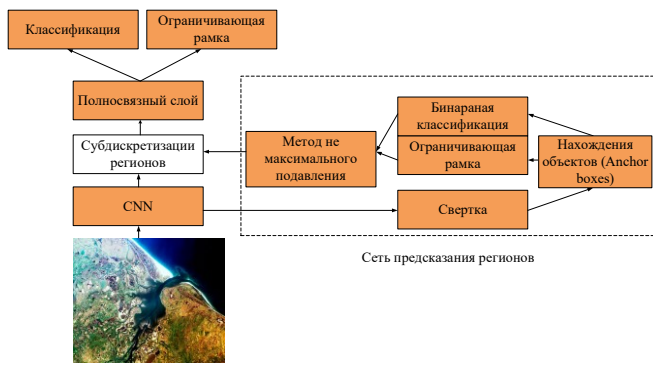 Классификация
Ограничивающая
рамка
Полносвязный слой
Субдискретизации
регионов
CNN
Метод не
максимального
подавления
Бинараная
классификация
Ограничивающая
рамка
Нахождения
объектов (Anchor
boxes)
Свертка
Сеть предсказания регионов